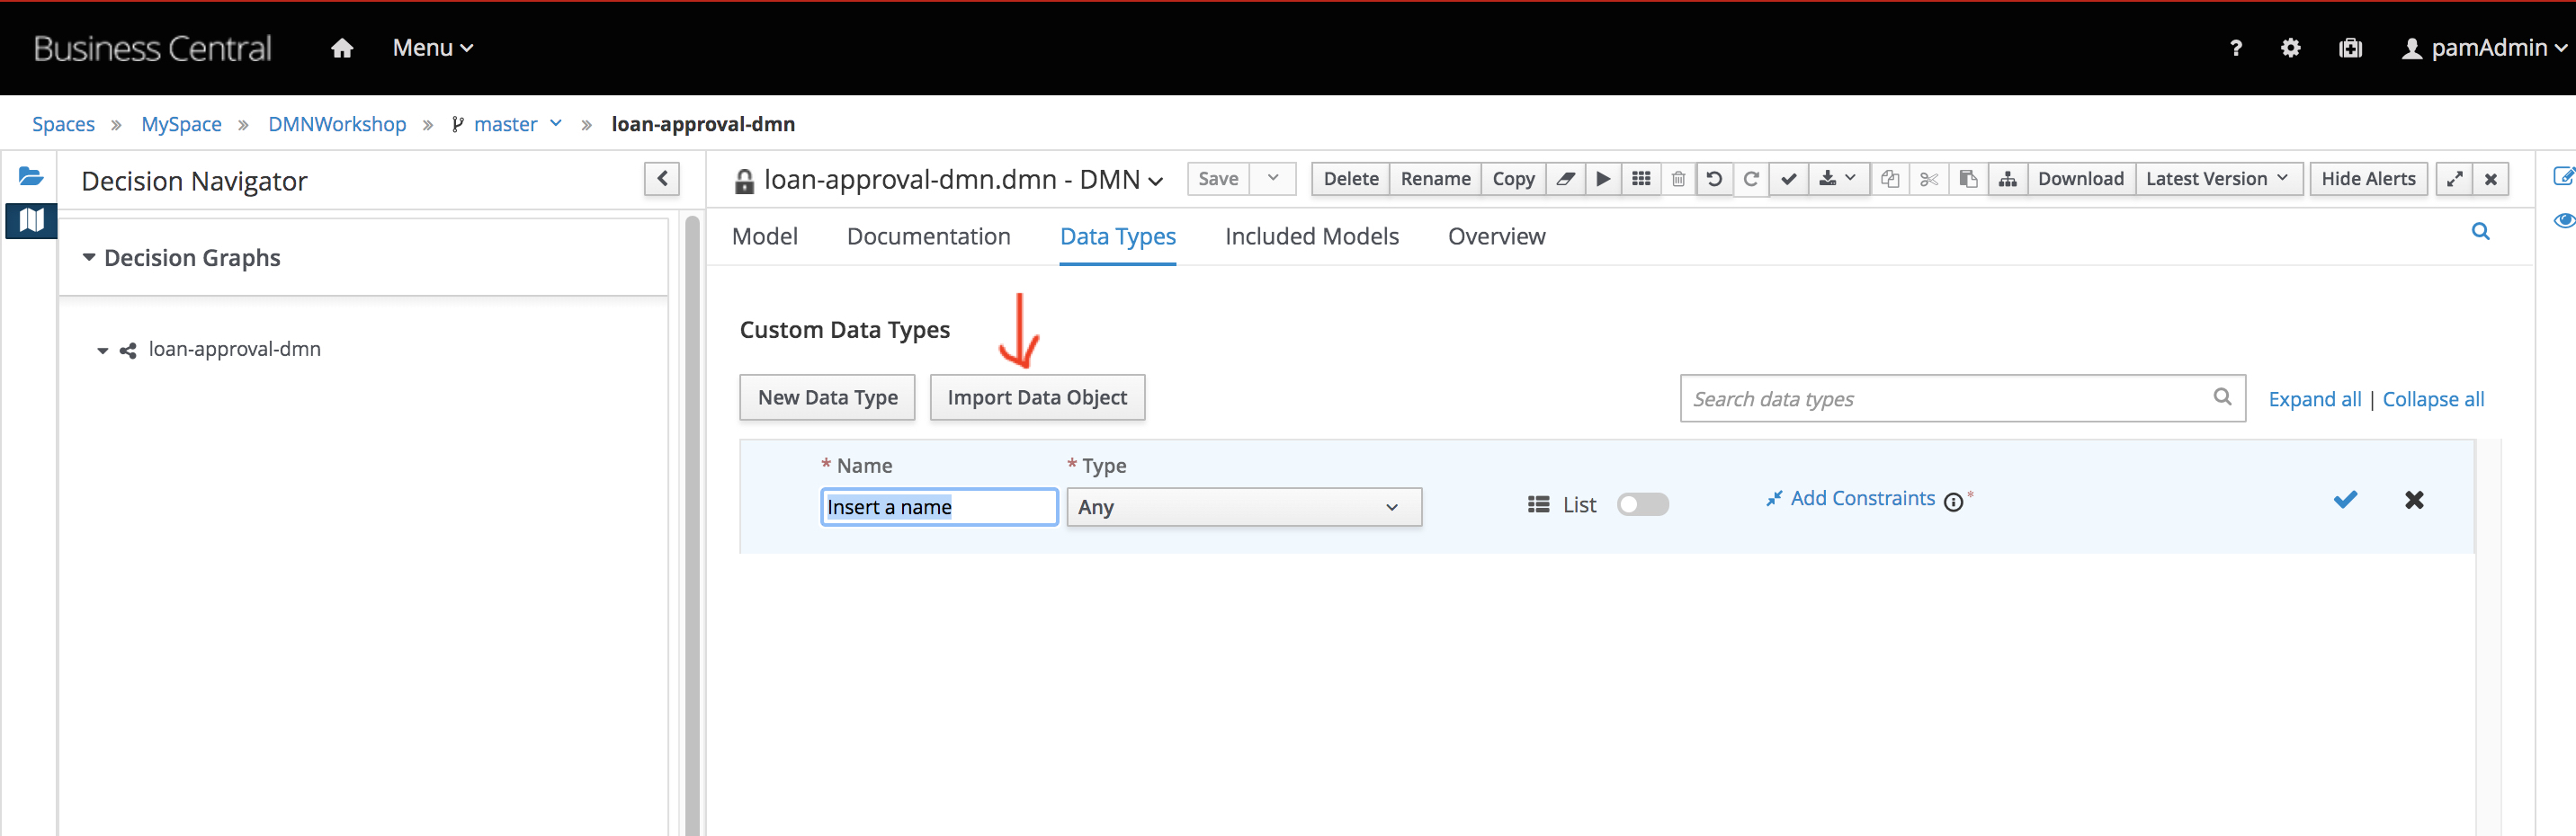 Business Central Menu ? pamAdmin
Spaces » MySpace » DMNWorkshop » master » loan-approval-dmn
Decision Navigator
loan-approval-dmn.dmn - DMN Save Delete Rename Copy Download Latest Version Hide Alerts
Model Documentation Data Types Included Models Overview
Decision Graphs
loan-approval-dmn
Custom Data Types
New Data Type Import Data Object Search data types Expand all | Collapse all
* Name * Type
Insert a name Any List Add Constraints *